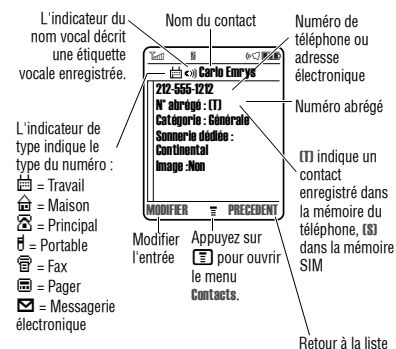 L'indicateur du
nom vocal décrit
une étiquette
vocale enregistrée.
Nom du contact
Numéro de
téléphone ou
adresse
électronique
Numéro abrégé
Carlo Emrys
212-555-1212
N° abrégé : (T)
Catégorie : Générale
Sonnerie dédiée :
Continental
Image :Non
MODIFIER
PRECEDENT
L'indicateur de
type indique le
type du numéro :
= Travail
= Maison
= Principal
= Portable
= Fax
= Pager
= Messagerie
électronique
(T) indique un
contact
enregistré dans
la mémoire du
téléphone, (S)
dans la mémoire
SIM
Modifier
l'entrée
Appuyez sur
pour ouvrir
le menu
Contacts.
Retour à la liste